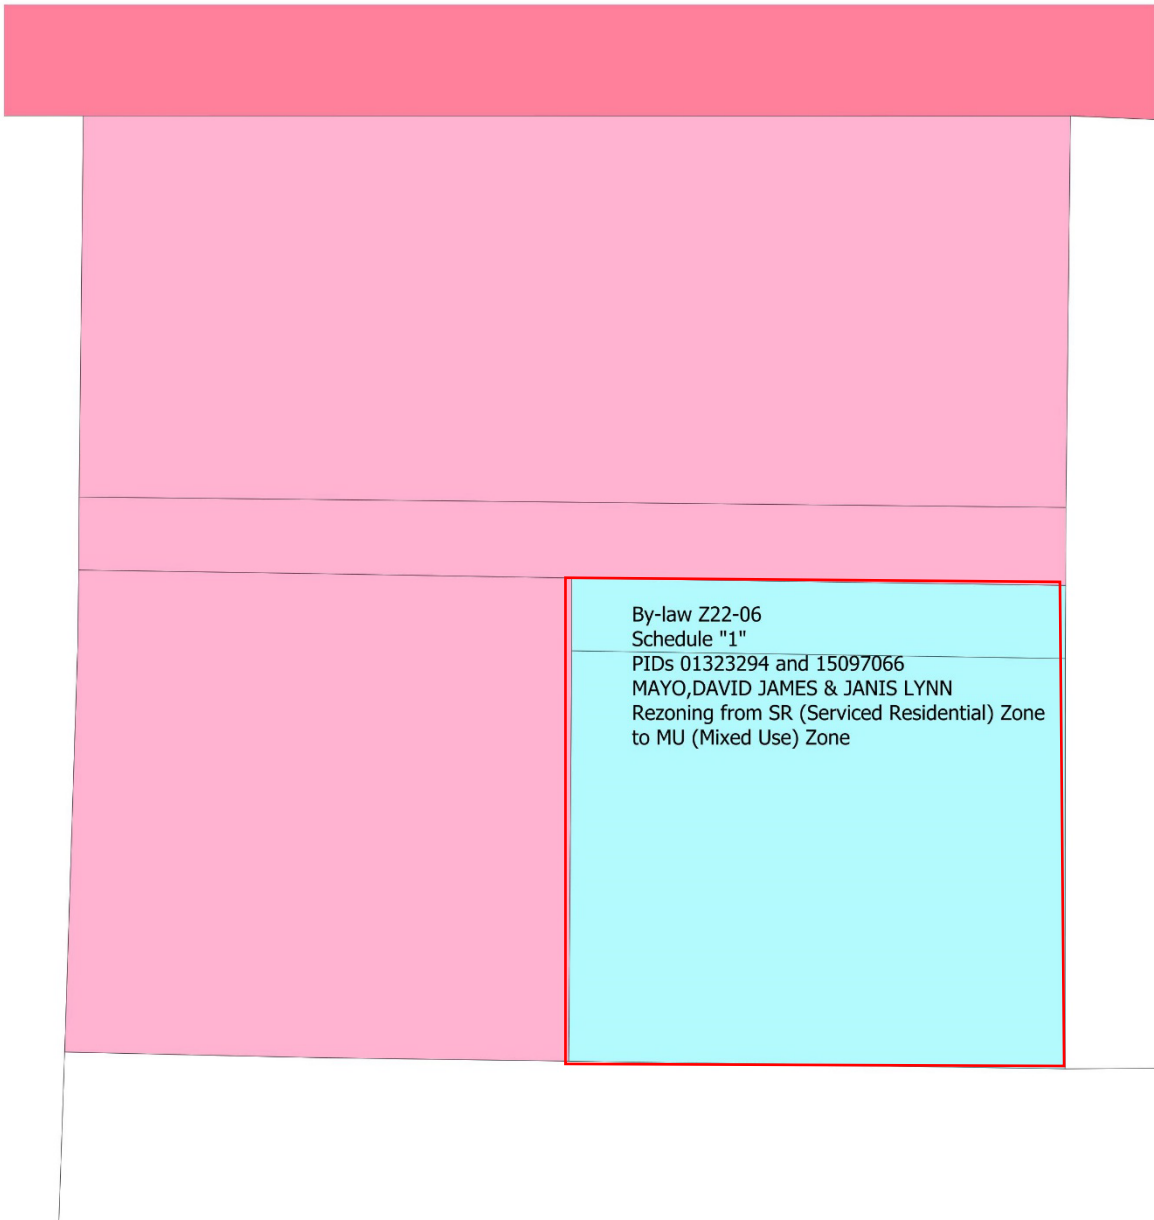 By-law Z22-06
Schedule "1"
PIDs 01323294 and 15097066
MAYO,DAVID JAMES & JANIS LYNN
Rezoning from SR (Serviced Residential) Zone
to MU (Mixed Use) Zone